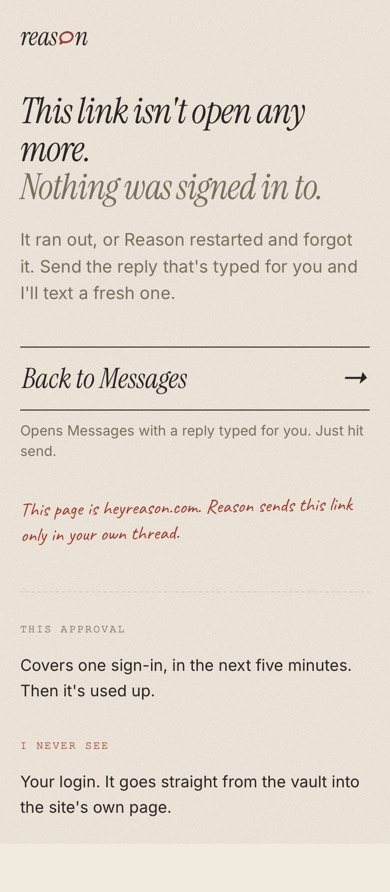 reason
This link isn't open any
more.
Nothing was signed in to.
It ran out, or Reason restarted and forgot
it. Send the reply that's typed for you and
I'll text a fresh one.
Back to Messages →
Opens Messages with a reply typed for you. Just hit
send.
This page is heyreason.com. Reason sends this link
only in your own thread.
THIS APPROVAL
Covers one sign-in, in the next five minutes.
Then it's used up.
I NEVER SEE
Your login. It goes straight from the vault into
the site's own page.